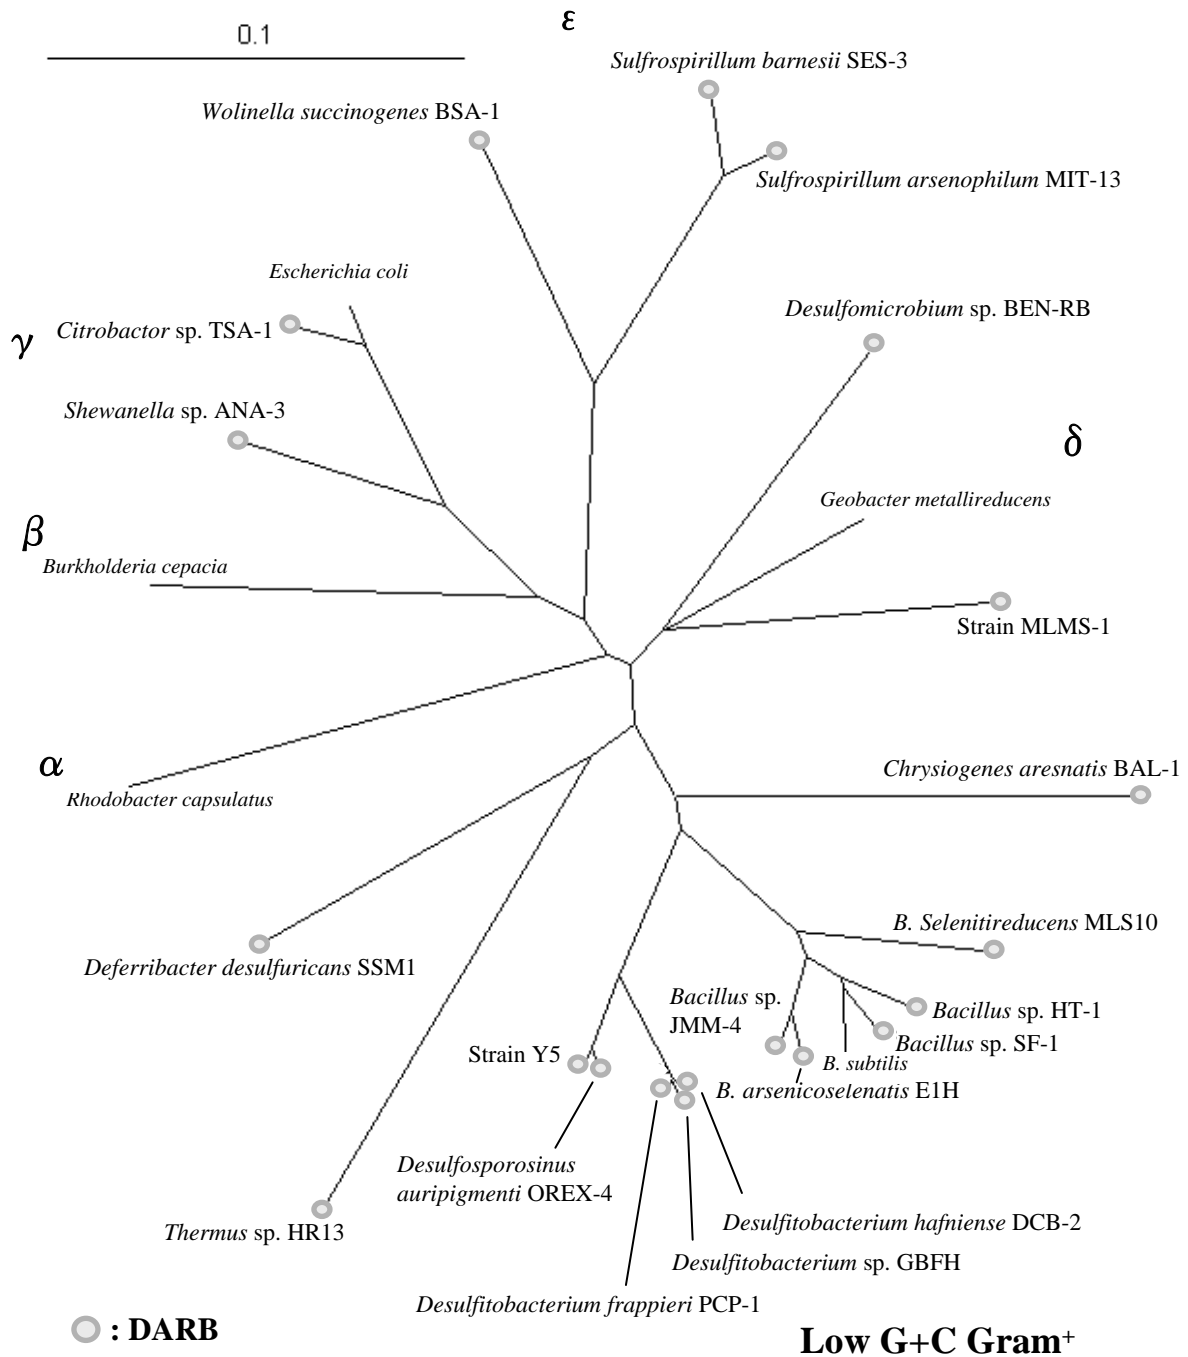 ε
0.1
Sulfrospirillum barnesii SES-3
Wolinella succinogenes BSA-1
Sulfrospirillum arsenophilum MIT-13
Escherichia coli
Desulfomicrobium sp. BEN-RB
γ
Citrobactor sp. TSA-1
Shewanella sp. ANA-3
δ
Geobacter metallireducens
β
Burkholderia cepacia
Strain MLMS-1
α
Rhodobacter capsulatus
Chrysiogenes aresnatis BAL-1
B. Selenitireducens MLS10
Deferribacter desulfuricans SSM1
Bacillus sp.
JMM-4
Bacillus sp. HT-1
Bacillus sp. SF-1
Strain Y5
B. subtilis
B. arsenicoselenatis E1H
Desulfosporosinus
auripigmenti OREX-4
Desulfitobacterium hafniense DCB-2
Thermus sp. HR13
Desulfitobacterium sp. GBFH
Desulfitobacterium frappieri PCP-1
: DARB
Low G+C Gram⁺